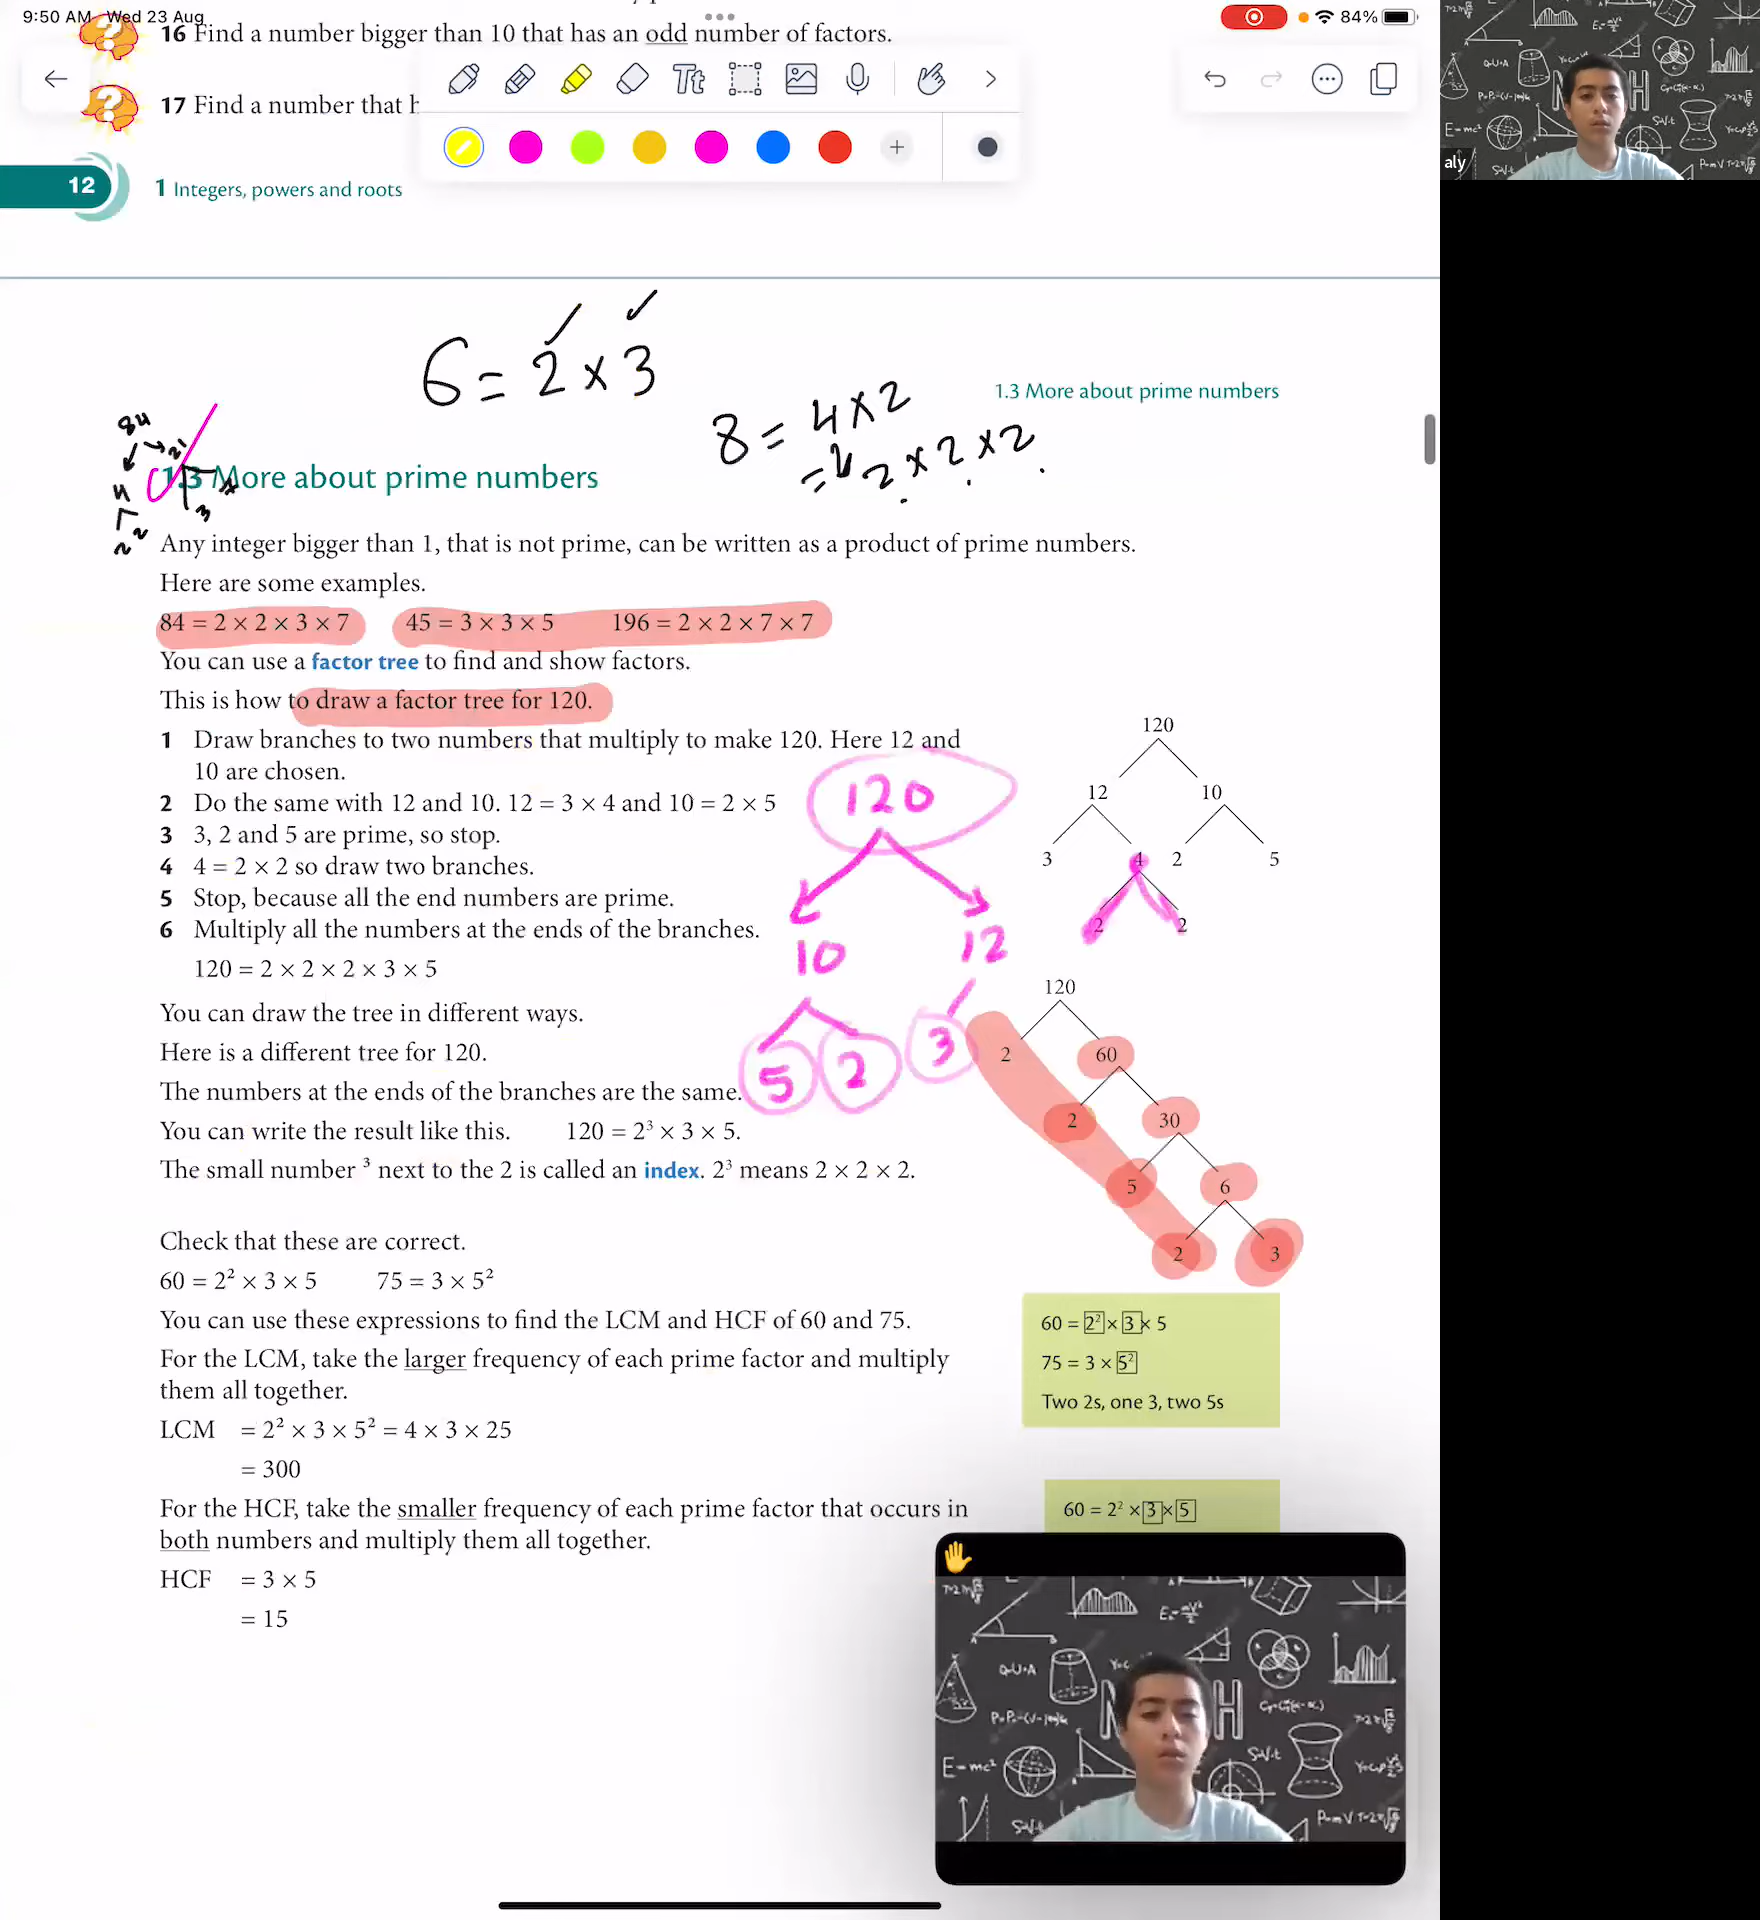 9:50 AM Wed 23 Aug
84%
16 Find a number bigger than 10 that has an odd number of factors.
17 Find a number that h
Tt
12
1 Integers, powers and roots
6 = 2 × 3
8 = 4 × 2
= 2 × 2 × 2
1.3 More about prime numbers
84
21
4
3
2 2
1.3 More about prime numbers
Any integer bigger than 1, that is not prime, can be written as a product of prime numbers.
Here are some examples.
84 = 2 × 2 × 3 × 7 45 = 3 × 3 × 5 196 = 2 × 2 × 7 × 7
You can use a factor tree to find and show factors.
This is how to draw a factor tree for 120.
1 Draw branches to two numbers that multiply to make 120. Here 12 and
10 are chosen.
2 Do the same with 12 and 10. 12 = 3 × 4 and 10 = 2 × 5
3 3, 2 and 5 are prime, so stop.
4 4 = 2 × 2 so draw two branches.
5 Stop, because all the end numbers are prime.
6 Multiply all the numbers at the ends of the branches.
120 = 2 × 2 × 2 × 3 × 5
You can draw the tree in different ways.
Here is a different tree for 120.
The numbers at the ends of the branches are the same.
You can write the result like this. 120 = 2³ × 3 × 5.
The small number ³ next to the 2 is called an index. 2³ means 2 × 2 × 2.
120
10 12
5 2 3
120
12 10
3 4 2 5
2 2
120
2 60
2 30
5 6
2 3
Check that these are correct.
60 = 2² × 3 × 5 75 = 3 × 5²
You can use these expressions to find the LCM and HCF of 60 and 75.
For the LCM, take the larger frequency of each prime factor and multiply
them all together.
LCM = 2² × 3 × 5² = 4 × 3 × 25
= 300
60 = 2² × 3 × 5
75 = 3 × 5²
Two 2s, one 3, two 5s
For the HCF, take the smaller frequency of each prime factor that occurs in
both numbers and multiply them all together.
HCF = 3 × 5
= 15
60 = 2² × 3 × 5
aly
E=mc²
E=mc²